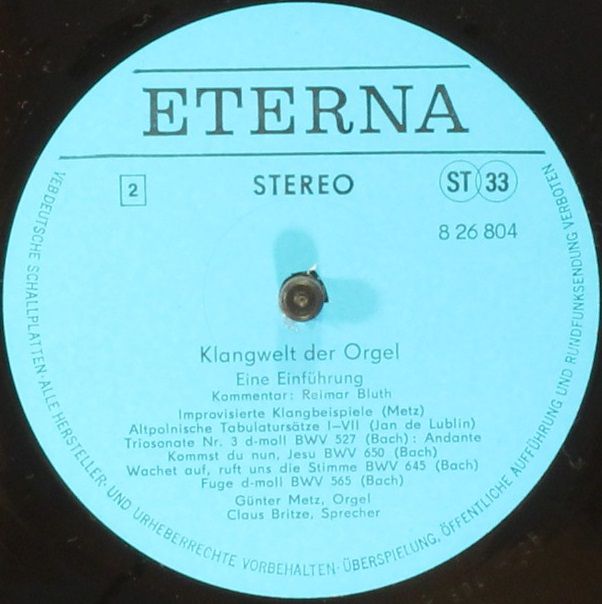 ETERNA
2
STEREO
ST 33
8 26 804
Klangwelt der Orgel
Eine Einführung
Kommentar: Reimar Bluth
Improvisierte Klangbeispiele (Metz)
Altpolnische Tabulatursätze I–VII (Jan de Lublin)
Triosonate Nr. 3 d-moll BWV 527 (Bach): Andante
Kommst du nun, Jesu BWV 650 (Bach)
Wachet auf, ruft uns die Stimme BWV 645 (Bach)
Fuge d-moll BWV 565 (Bach)
Günter Metz, Orgel
Claus Britze, Sprecher
VEB DEUTSCHE SCHALLPLATTEN · ALLE HERSTELLER- UND URHEBERRECHTE VORBEHALTEN · ÜBERSPIELUNG, ÖFFENTLICHE AUFFÜHRUNG UND RUNDFUNKSENDUNG VERBOTEN